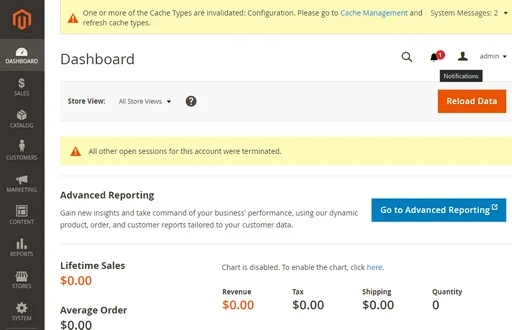 One or more of the Cache Types are invalidated: Configuration. Please go to Cache Management and
refresh cache types.
System Messages: 2
Dashboard
1
admin
Notifications
DASHBOARD
SALES
CATALOG
CUSTOMERS
MARKETING
CONTENT
REPORTS
STORES
SYSTEM
Store View: All Store Views ?
Reload Data
All other open sessions for this account were terminated.
Advanced Reporting
Gain new insights and take command of your business' performance, using our dynamic
product, order, and customer reports tailored to your customer data.
Go to Advanced Reporting
Lifetime Sales
$0.00
Average Order
$0.00
Chart is disabled. To enable the chart, click here.
Revenue Tax Shipping Quantity
$0.00 $0.00 $0.00 0